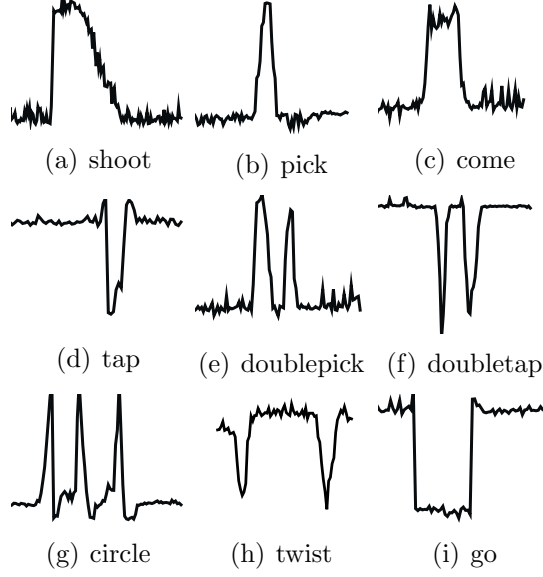 (a) shoot
(b) pick
(c) come
(d) tap
(e) doublepick
(f) doubletap
(g) circle
(h) twist
(i) go